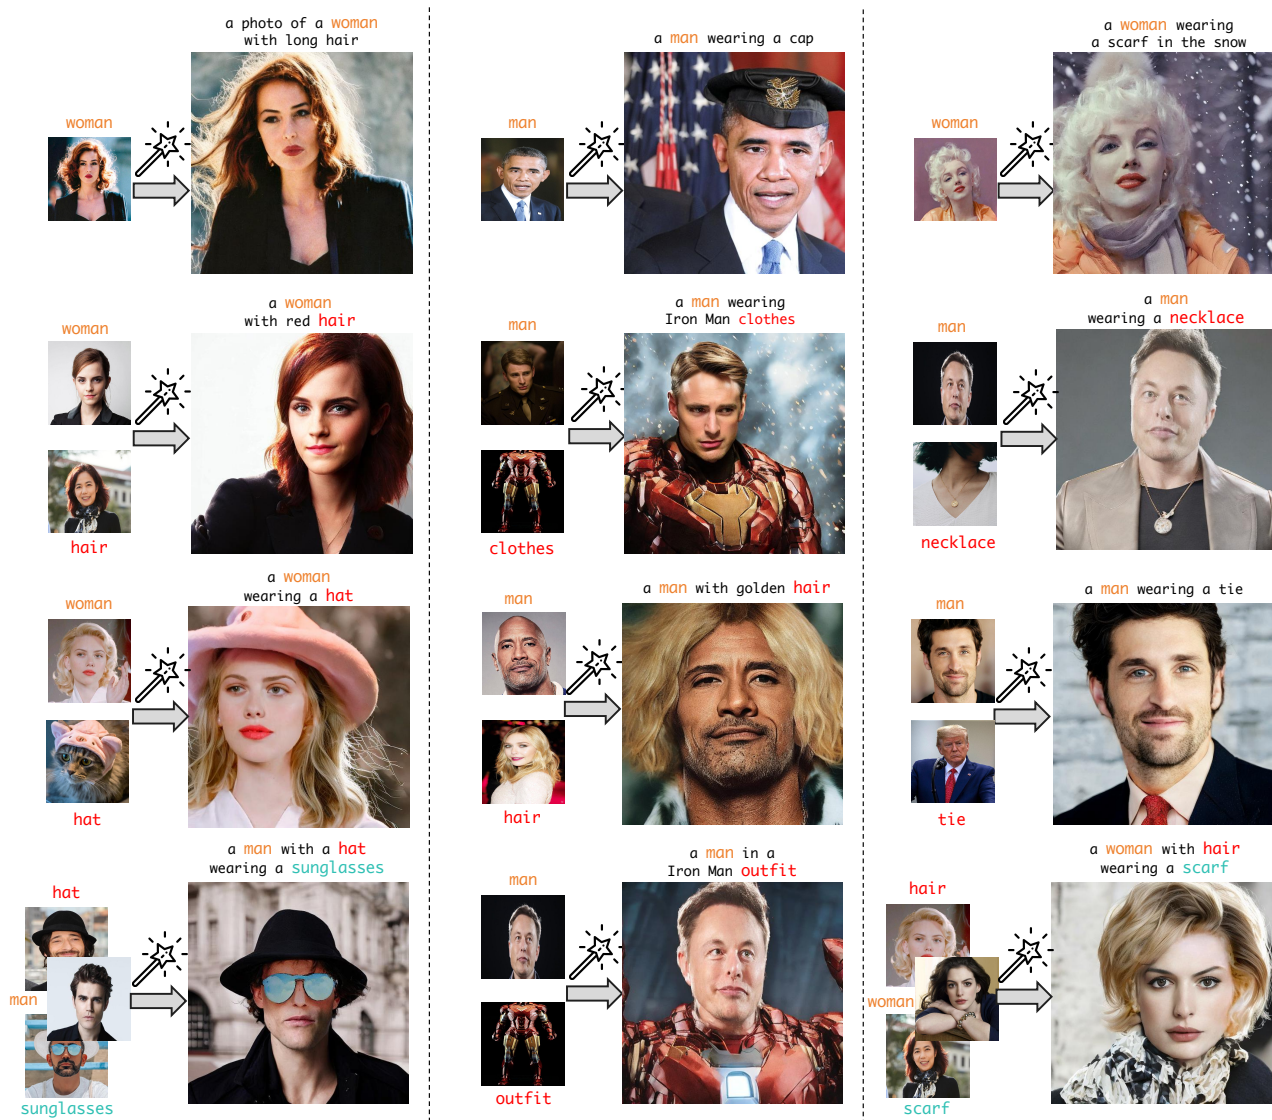 a photo of a woman
with long hair
woman
a man wearing a cap
man
a woman wearing
a scarf in the snow
woman
a woman
with red hair
woman
hair
a man wearing
Iron Man clothes
man
clothes
a man
wearing a necklace
man
necklace
a woman
wearing a hat
woman
hat
a man with golden hair
man
hair
a man wearing a tie
man
tie
a man with a hat
wearing a sunglasses
hat
man
sunglasses
a man in a
Iron Man outfit
man
outfit
a woman with hair
wearing a scarf
hair
woman
scarf